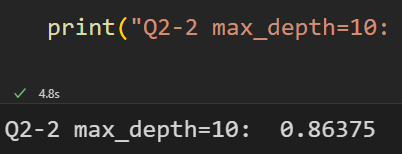 print("Q2-2 max_depth=10:
4.8s
Q2-2 max_depth=10:  0.86375